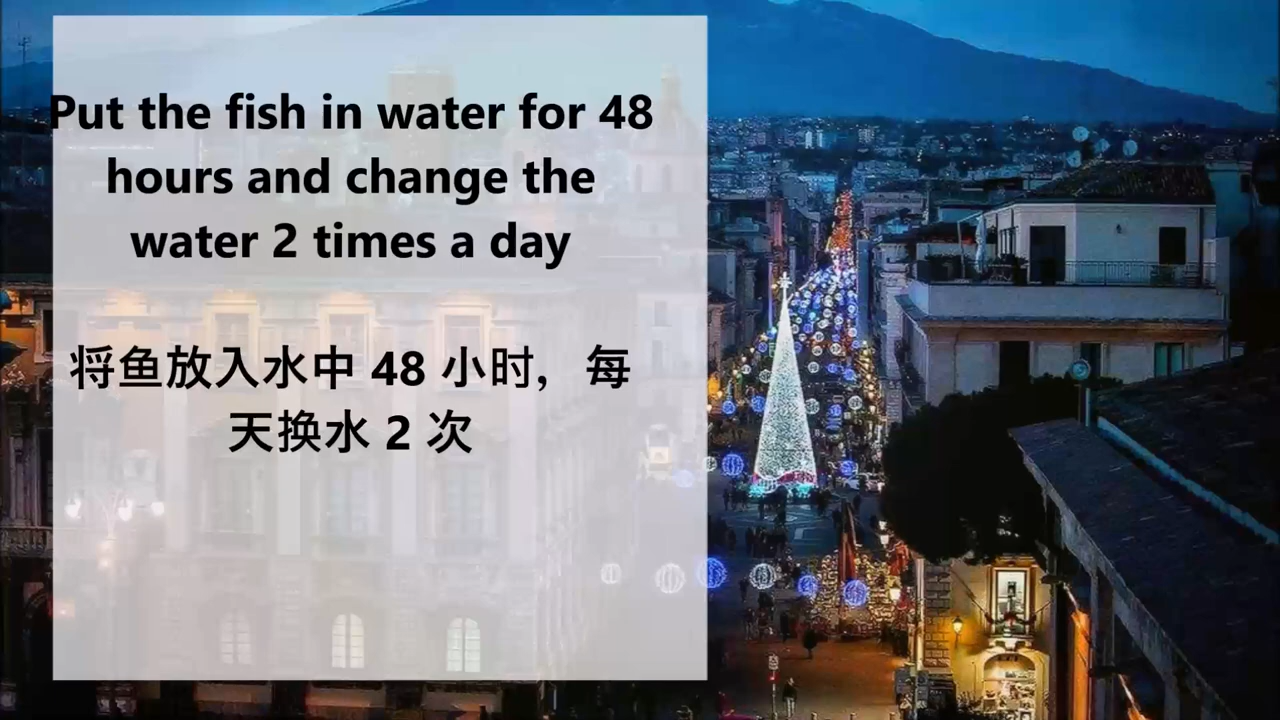 Put the fish in water for 48
hours and change the
water 2 times a day
将鱼放入水中 48 小时， 每
天换水 2 次